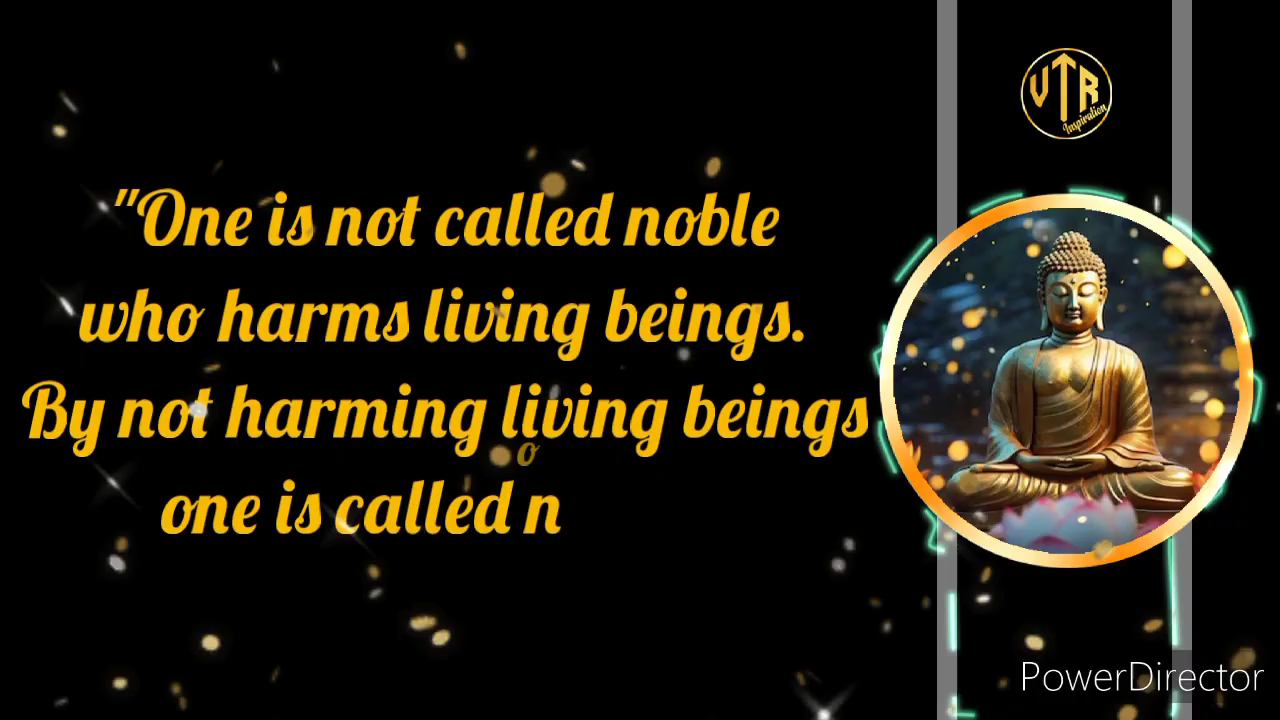 "One is not called noble
who harms living beings.
By not harming living beings
one is called n
o
VTR
Inspiration
PowerDirector